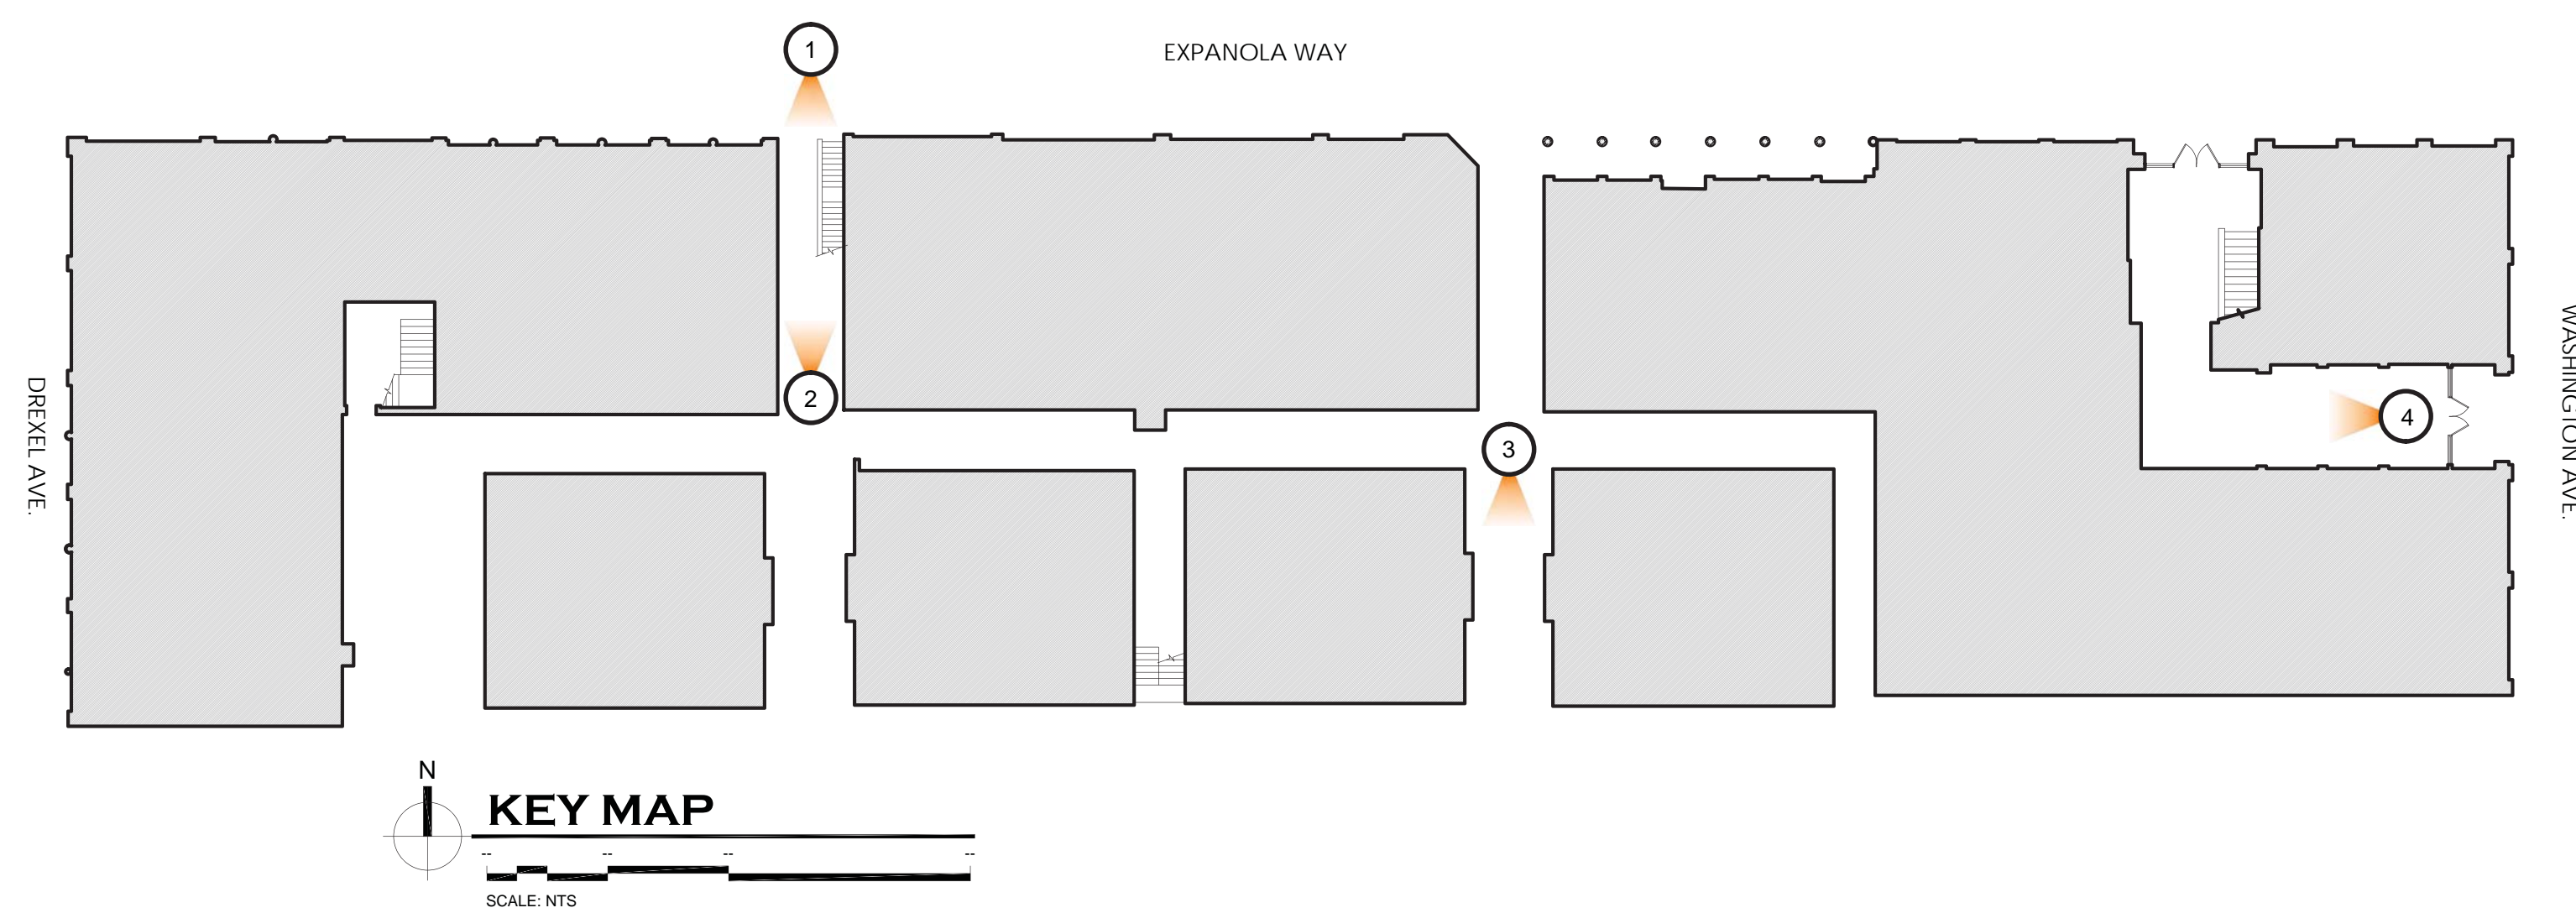 1
EXPANOLA WAY
2
3
4
DREXEL AVE.
WASHINGTON AVE.
N
KEY MAP
-- -- -- --
SCALE: NTS